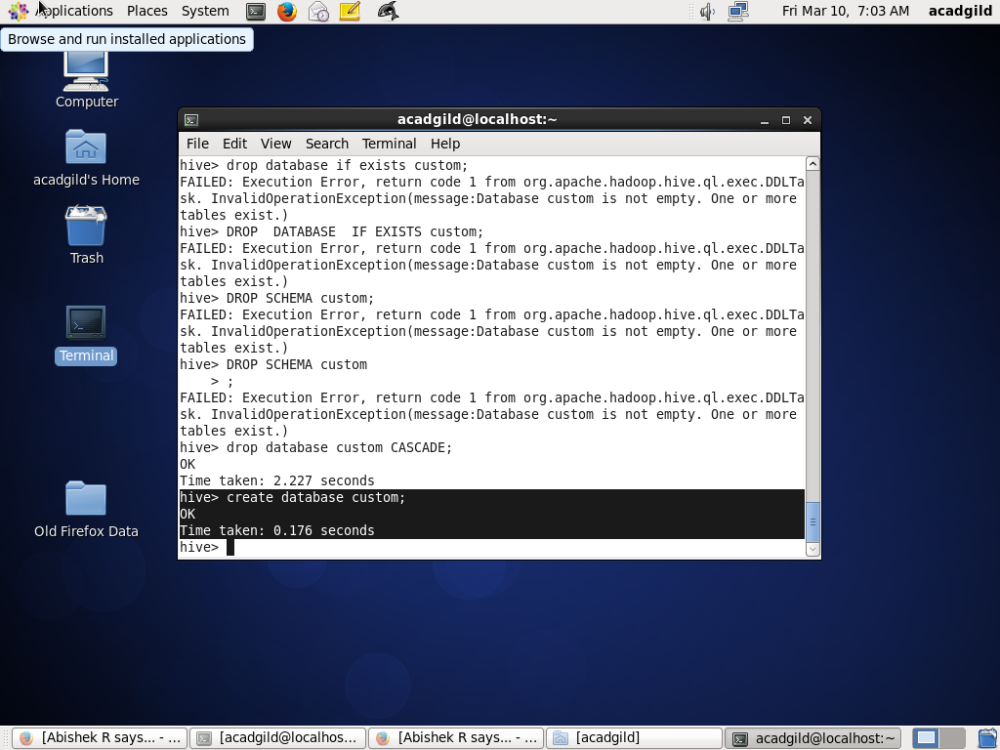 Applications Places System Fri Mar 10, 7:03 AM acadgild
Browse and run installed applications
Computer
acadgild's Home
Trash
Terminal
Old Firefox Data
acadgild@localhost:~
File Edit View Search Terminal Help
hive> drop database if exists custom;
FAILED: Execution Error, return code 1 from org.apache.hadoop.hive.ql.exec.DDLTa
sk. InvalidOperationException(message:Database custom is not empty. One or more
tables exist.)
hive> DROP  DATABASE  IF EXISTS custom;
FAILED: Execution Error, return code 1 from org.apache.hadoop.hive.ql.exec.DDLTa
sk. InvalidOperationException(message:Database custom is not empty. One or more
tables exist.)
hive> DROP SCHEMA custom;
FAILED: Execution Error, return code 1 from org.apache.hadoop.hive.ql.exec.DDLTa
sk. InvalidOperationException(message:Database custom is not empty. One or more
tables exist.)
hive> DROP SCHEMA custom
    > ;
FAILED: Execution Error, return code 1 from org.apache.hadoop.hive.ql.exec.DDLTa
sk. InvalidOperationException(message:Database custom is not empty. One or more
tables exist.)
hive> drop database custom CASCADE;
OK
Time taken: 2.227 seconds
hive> create database custom;
OK
Time taken: 0.176 seconds
hive>
[Abishek R says... - ... [acadgild@localhos... [Abishek R says... - ... [acadgild] acadgild@localhost:~